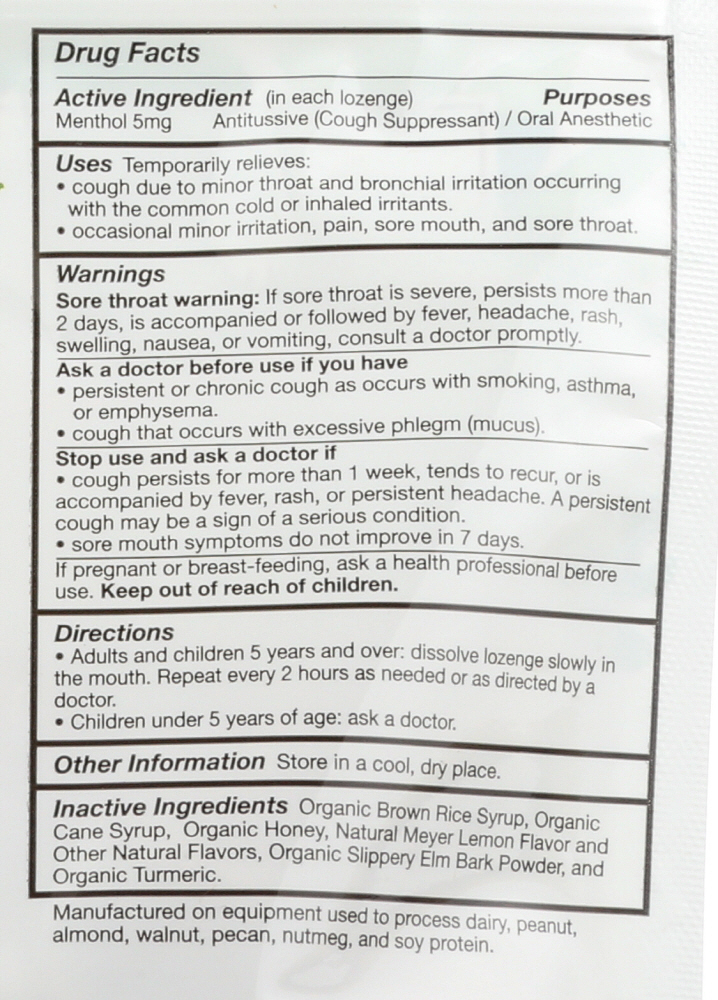 Drug Facts
Active Ingredient (in each lozenge) Purposes
Menthol 5mg Antitussive (Cough Suppressant) / Oral Anesthetic
Uses Temporarily relieves:
• cough due to minor throat and bronchial irritation occurring
with the common cold or inhaled irritants.
• occasional minor irritation, pain, sore mouth, and sore throat.
Warnings
Sore throat warning: If sore throat is severe, persists more than
2 days, is accompanied or followed by fever, headache, rash,
swelling, nausea, or vomiting, consult a doctor promptly.
Ask a doctor before use if you have
• persistent or chronic cough as occurs with smoking, asthma,
or emphysema.
• cough that occurs with excessive phlegm (mucus).
Stop use and ask a doctor if
• cough persists for more than 1 week, tends to recur, or is
accompanied by fever, rash, or persistent headache. A persistent
cough may be a sign of a serious condition.
• sore mouth symptoms do not improve in 7 days.
If pregnant or breast-feeding, ask a health professional before
use. Keep out of reach of children.
Directions
• Adults and children 5 years and over: dissolve lozenge slowly in
the mouth. Repeat every 2 hours as needed or as directed by a
doctor.
• Children under 5 years of age: ask a doctor.
Other Information Store in a cool, dry place.
Inactive Ingredients Organic Brown Rice Syrup, Organic
Cane Syrup, Organic Honey, Natural Meyer Lemon Flavor and
Other Natural Flavors, Organic Slippery Elm Bark Powder, and
Organic Turmeric.
Manufactured on equipment used to process dairy, peanut,
almond, walnut, pecan, nutmeg, and soy protein.